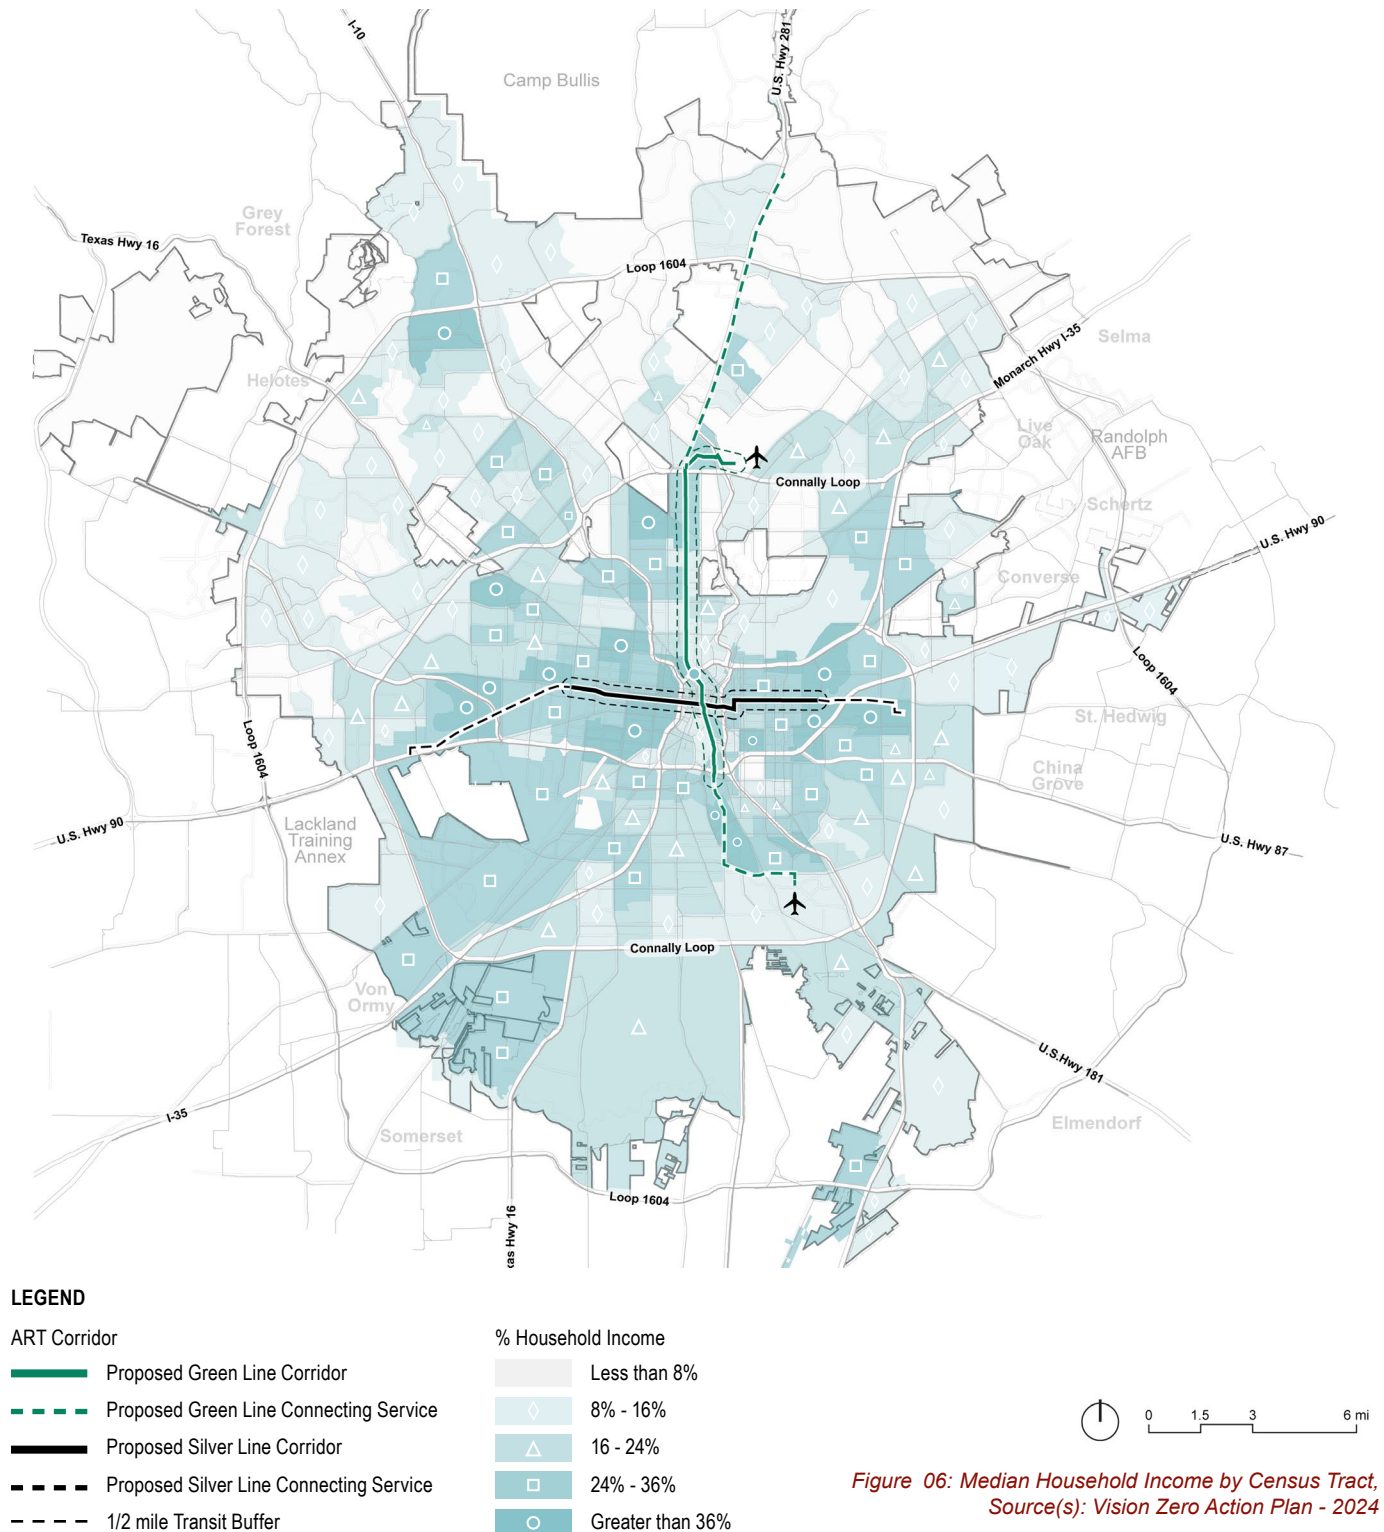 I-10
U.S. Hwy 281
Camp Bullis
Grey
Forest
Texas Hwy 16
Loop 1604
Selma
Monarch Hwy I-35
Helotes
Live
Oak
Randolph
AFB
Connally Loop
Schertz
U.S. Hwy 90
Converse
Loop 1604
St. Hedwig
Loop 1604
China
Grove
U.S. Hwy 90
Lackland
Training
Annex
U.S. Hwy 87
Connally Loop
Von
Ormy
U.S.Hwy 181
I-35
Somerset
Elmendorf
Loop 1604
xas Hwy 16
LEGEND
ART Corridor
Proposed Green Line Corridor
Proposed Green Line Connecting Service
Proposed Silver Line Corridor
Proposed Silver Line Connecting Service
1/2 mile Transit Buffer
% Household Income
Less than 8%
8% - 16%
16 - 24%
24% - 36%
Greater than 36%
0 1.5 3 6 mi
Figure 06: Median Household Income by Census Tract,
Source(s): Vision Zero Action Plan - 2024